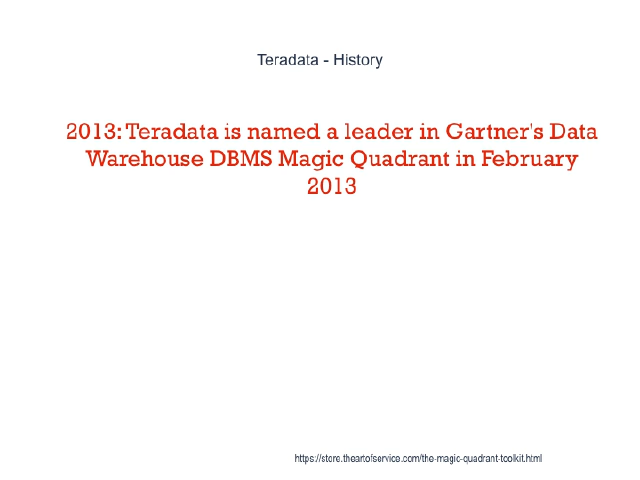 Teradata - History
2013: Teradata is named a leader in Gartner's Data
Warehouse DBMS Magic Quadrant in February
2013
https://store.theartofservice.com/the-magic-quadrant-toolkit.html